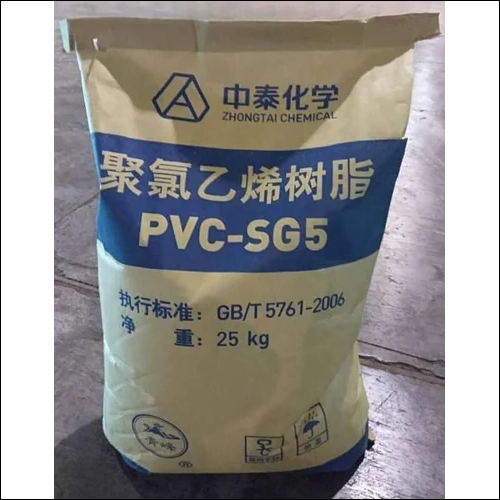 中泰化学
ZHONGTAI CHEMICAL
聚氯乙烯树脂
PVC-SG5
执行标准：GB/T 5761-2006
净 重：25 kg
®